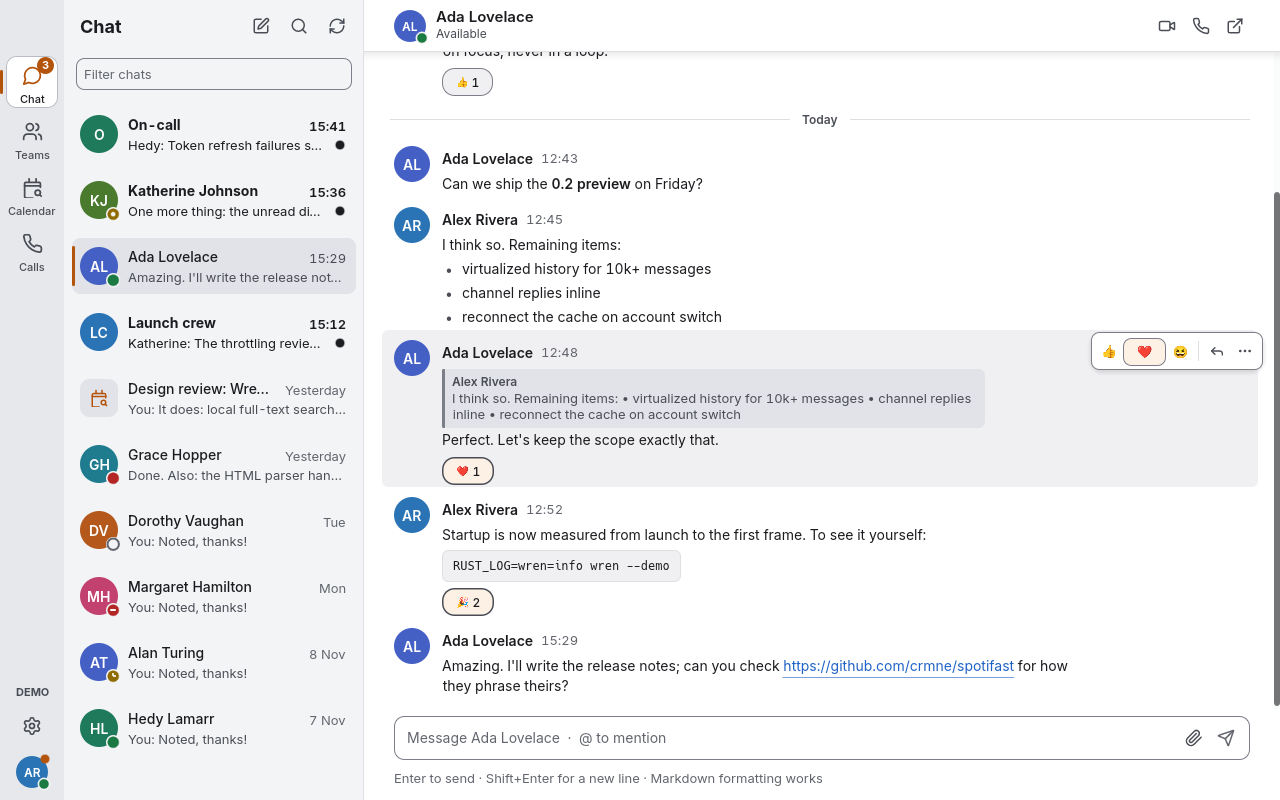 Chat
3
Chat
Teams
Calendar
Calls
DEMO
AR
Filter chats
O
On-call
15:41
Hedy: Token refresh failures s...
KJ
Katherine Johnson
15:36
One more thing: the unread di...
AL
Ada Lovelace
15:29
Amazing. I'll write the release not...
LC
Launch crew
15:12
Katherine: The throttling revie...
Design review: Wre...
Yesterday
You: It does: local full-text search...
GH
Grace Hopper
Yesterday
Done. Also: the HTML parser han...
DV
Dorothy Vaughan
Tue
You: Noted, thanks!
MH
Margaret Hamilton
Mon
You: Noted, thanks!
AT
Alan Turing
8 Nov
You: Noted, thanks!
HL
Hedy Lamarr
7 Nov
You: Noted, thanks!
AL
Ada Lovelace
Available
on focus, never in a loop.
👍 1
Today
AL
Ada Lovelace 12:43
Can we ship the 0.2 preview on Friday?
AR
Alex Rivera 12:45
I think so. Remaining items:
• virtualized history for 10k+ messages
• channel replies inline
• reconnect the cache on account switch
AL
Ada Lovelace 12:48
Alex Rivera
I think so. Remaining items: • virtualized history for 10k+ messages • channel replies
inline • reconnect the cache on account switch
Perfect. Let's keep the scope exactly that.
❤️ 1
AR
Alex Rivera 12:52
Startup is now measured from launch to the first frame. To see it yourself:
RUST_LOG=wren=info wren --demo
🎉 2
AL
Ada Lovelace 15:29
Amazing. I'll write the release notes; can you check https://github.com/crmne/spotifast for how
they phrase theirs?
Message Ada Lovelace · @ to mention
Enter to send · Shift+Enter for a new line · Markdown formatting works